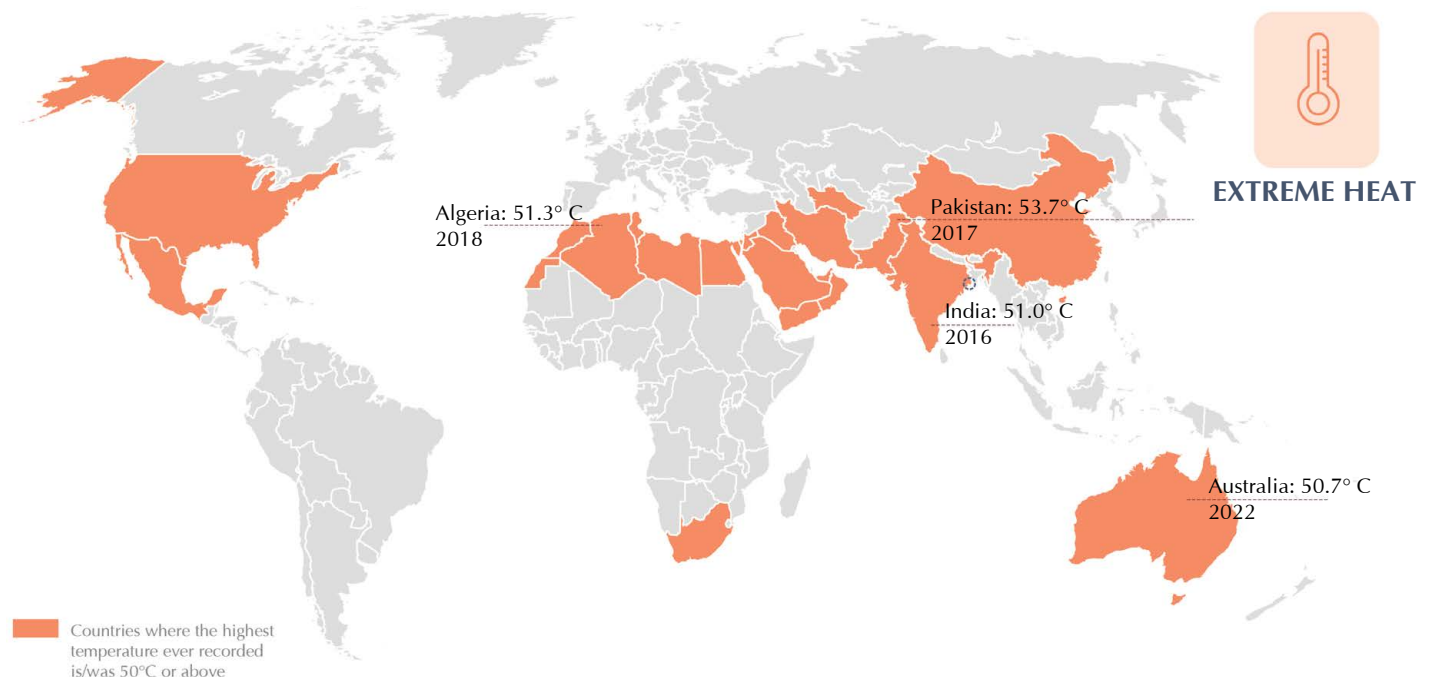 EXTREME HEAT
Algeria: 51.3° C
2018
Pakistan: 53.7° C
2017
India: 51.0° C
2016
Australia: 50.7° C
2022
Countries where the highest
temperature ever recorded
is/was 50°C or above